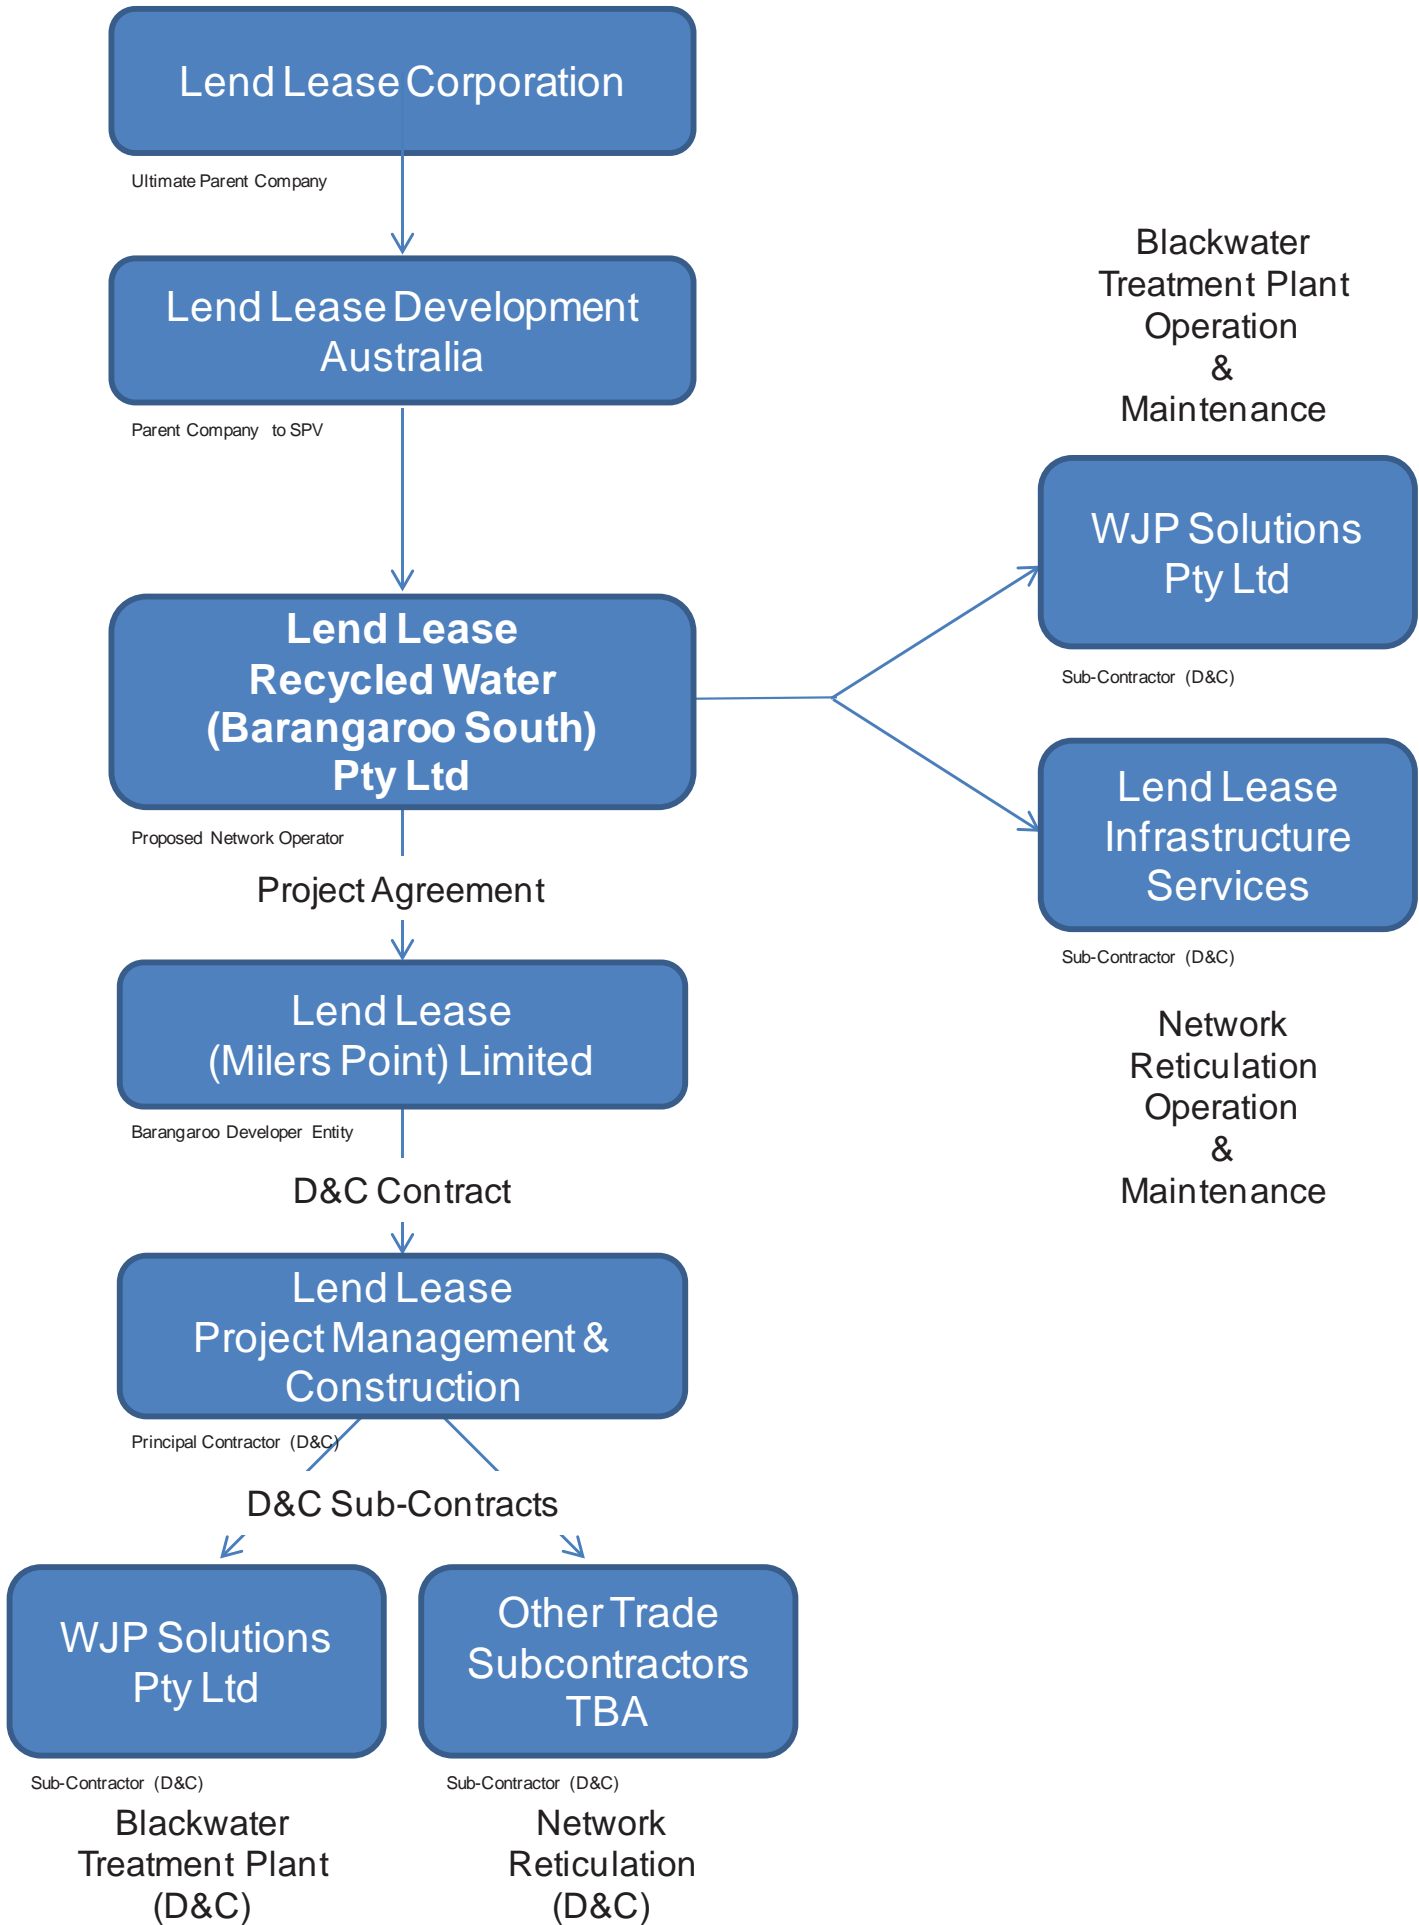 Lend Lease Corporation
Ultimate Parent Company
Lend Lease Development
Australia
Parent Company to SPV
Lend Lease
Recycled Water
(Barangaroo South)
Pty Ltd
Proposed Network Operator
Project Agreement
Lend Lease
(Milers Point) Limited
Barangaroo Developer Entity
D&C Contract
Lend Lease
Project Management &
Construction
Principal Contractor (D&C)
D&C Sub-Contracts
WJP Solutions
Pty Ltd
Sub-Contractor (D&C)
Blackwater
Treatment Plant
(D&C)
Other Trade
Subcontractors
TBA
Sub-Contractor (D&C)
Network
Reticulation
(D&C)
Blackwater
Treatment Plant
Operation
&
Maintenance
WJP Solutions
Pty Ltd
Sub-Contractor (D&C)
Lend Lease
Infrastructure
Services
Sub-Contractor (D&C)
Network
Reticulation
Operation
&
Maintenance